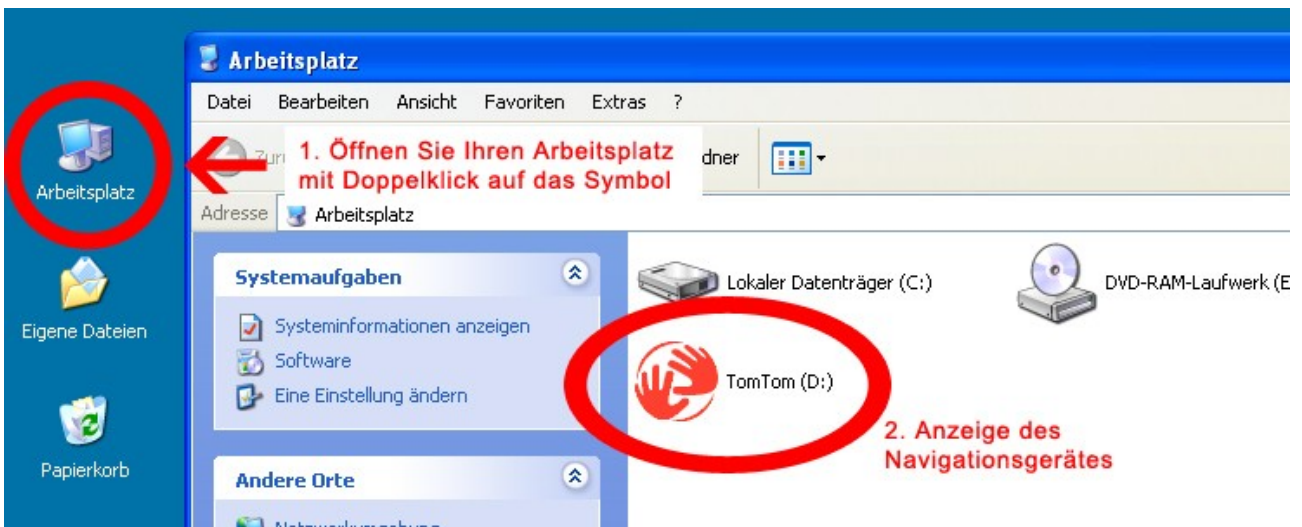 Arbeitsplatz
Datei Bearbeiten Ansicht Favoriten Extras ?
1. Öffnen Sie Ihren Arbeitsplatz
mit Doppelklick auf das Symbol
Arbeitsplatz
Adresse Arbeitsplatz
Systemaufgaben
Systeminformationen anzeigen
Software
Eine Einstellung ändern
Andere Orte
Lokaler Datenträger (C:)
DVD-RAM-Laufwerk (E
TomTom (D:)
2. Anzeige des
Navigationsgerätes
Eigene Dateien
Papierkorb